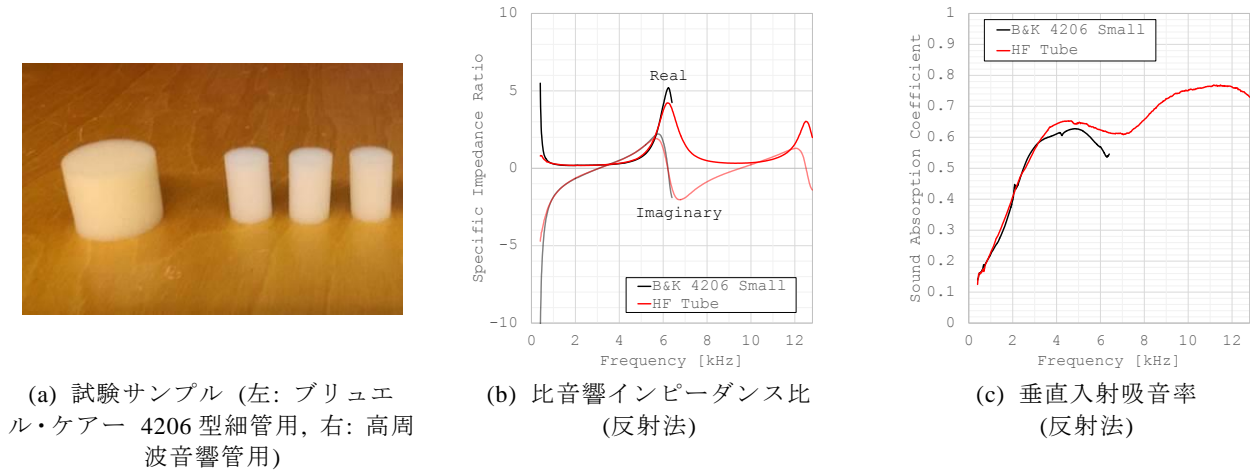 10
5
0
-5
-10
Specific Impedance Ratio
Real
Imaginary
B&K 4206 Small
HF Tube
0 2 4 6 8 10 12
Frequency [kHz]
1
0.9
0.8
0.7
0.6
0.5
0.4
0.3
0.2
0.1
0
Sound Absorption Coefficient
B&K 4206 Small
HF Tube
0 2 4 6 8 10 12
Frequency [kHz]
(a) 試験サンプル (左: ブリュエ
ル・ケアー 4206 型細管用, 右: 高周
波音響管用)
(b) 比音響インピーダンス比
(反射法)
(c) 垂直入射吸音率
(反射法)